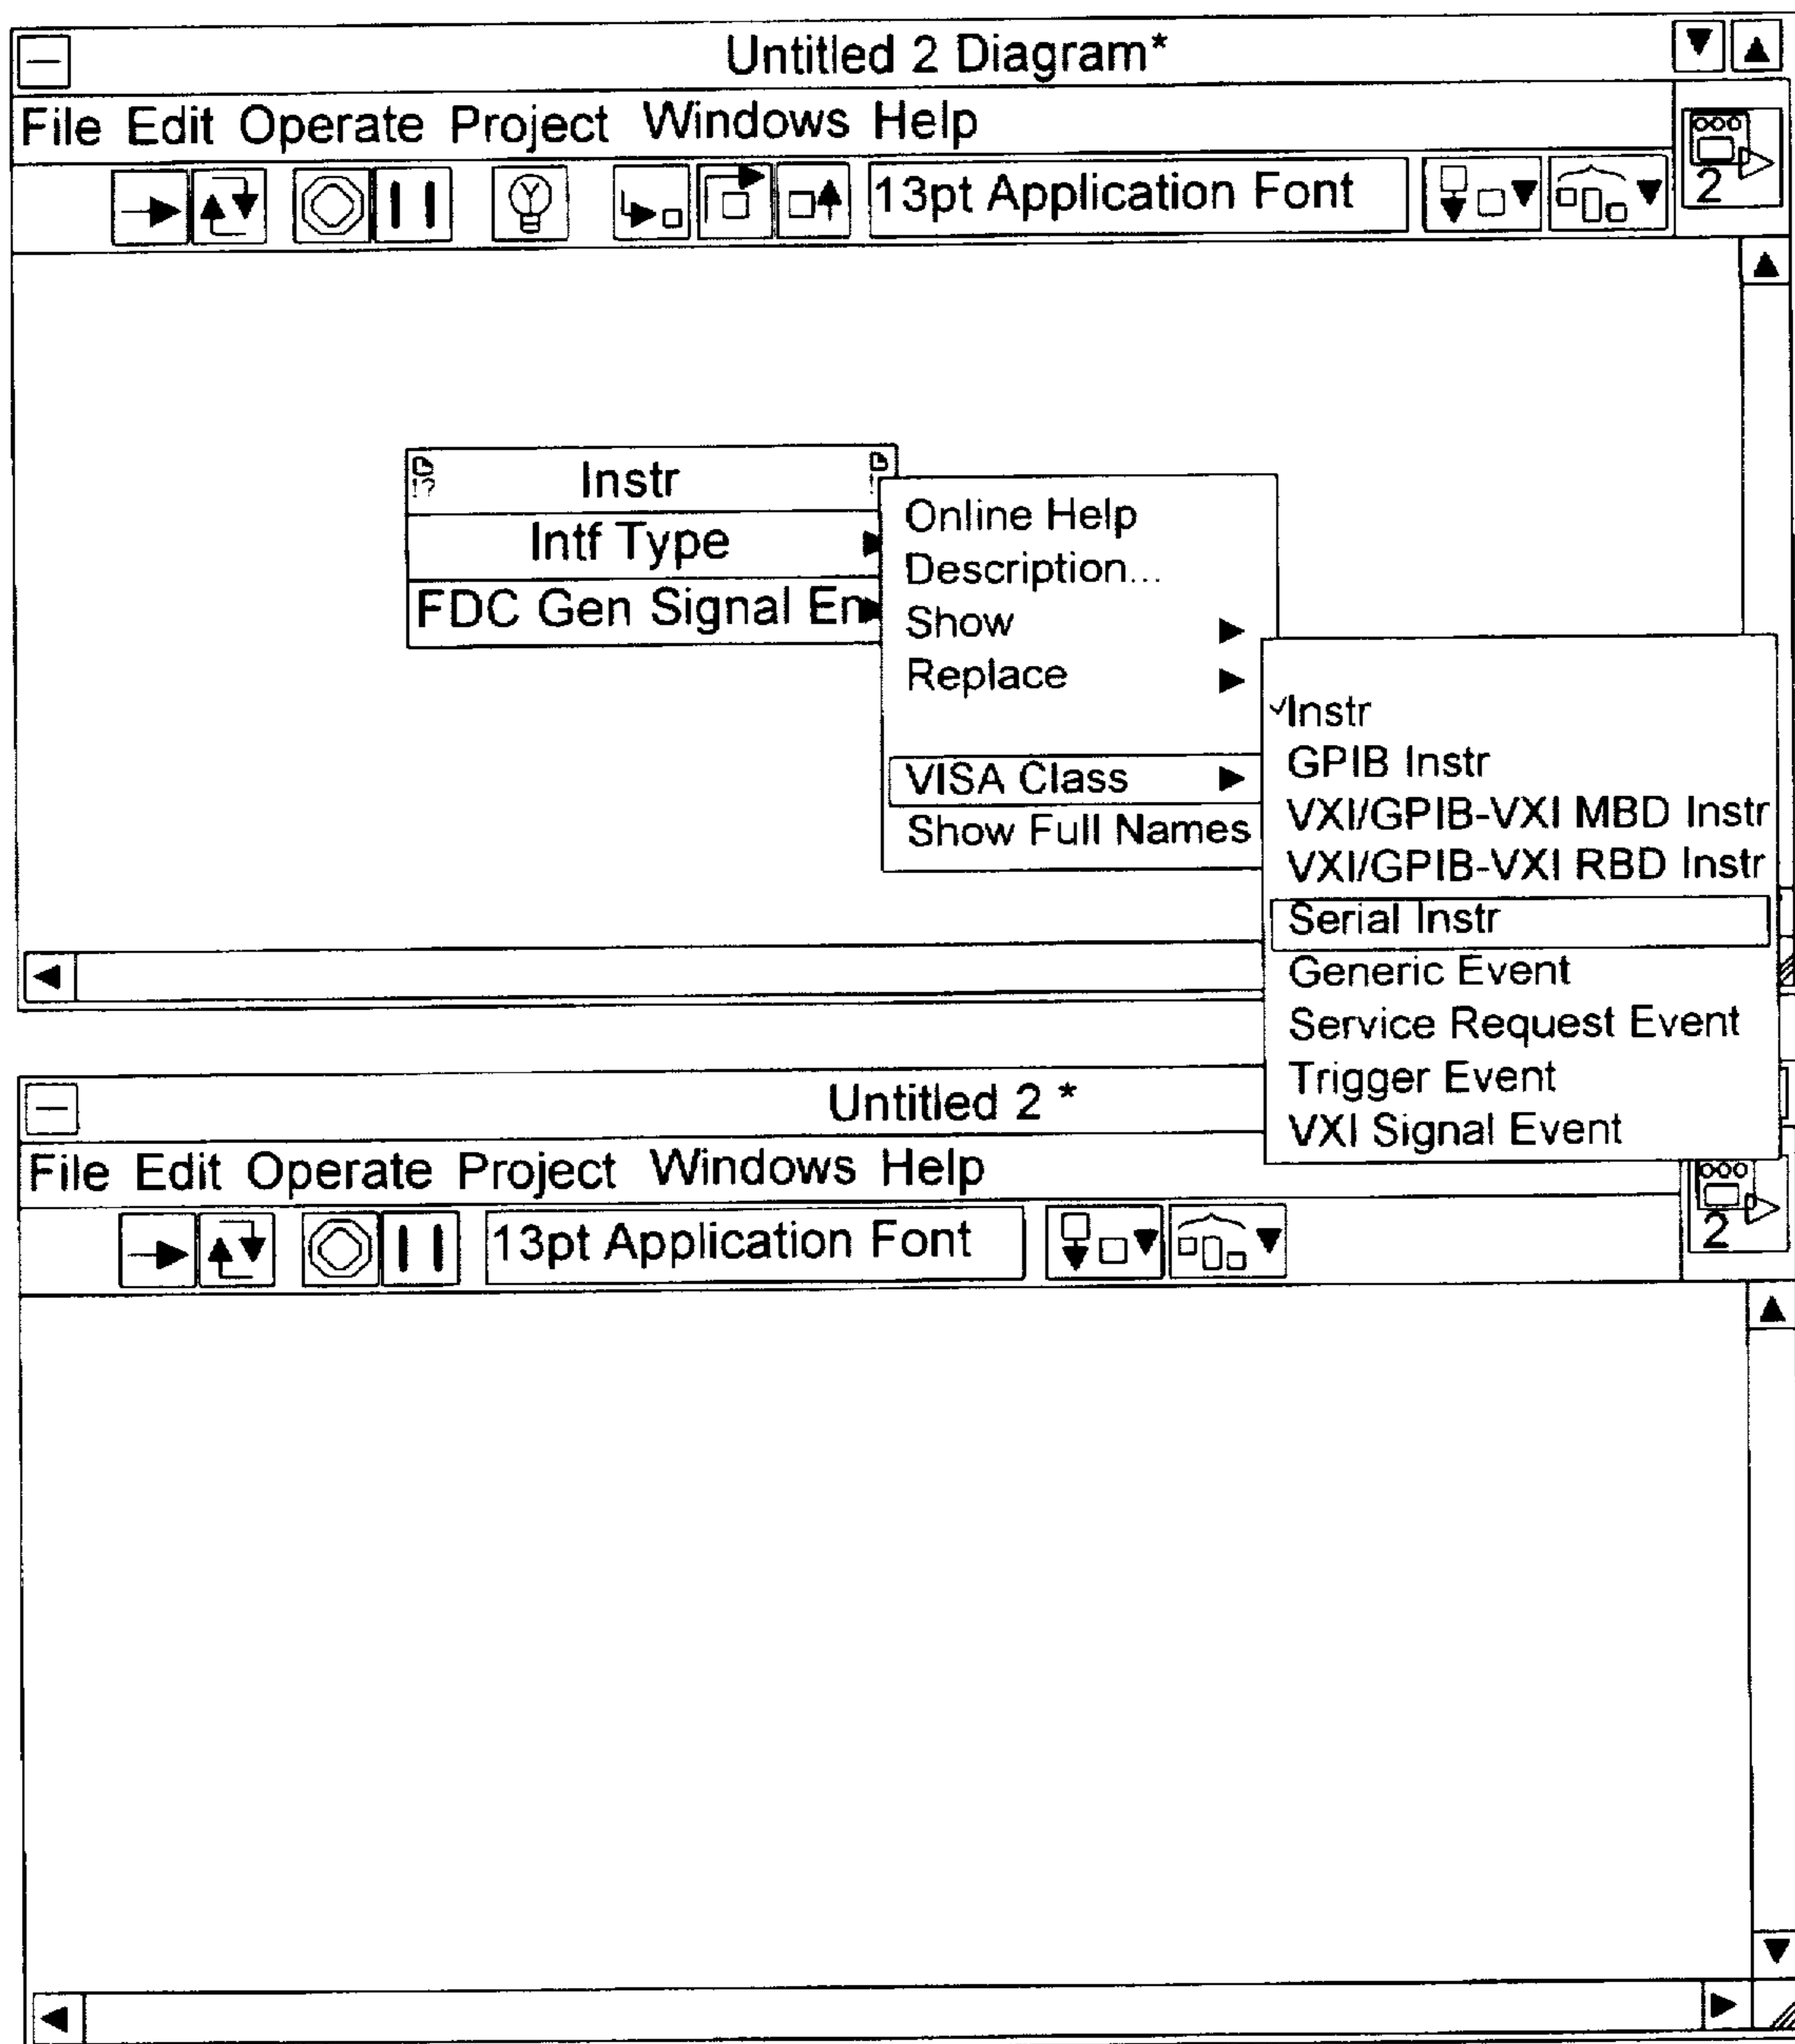 Untitled 2 Diagram*
File Edit Operate Project Windows Help
13pt Application Font
2
Instr
Intf Type
FDC Gen Signal En
!?
!
Online Help
Description...
Show
Replace
VISA Class
Show Full Names
Instr
GPIB Instr
VXI/GPIB-VXI MBD Instr
VXI/GPIB-VXI RBD Instr
Serial Instr
Generic Event
Service Request Event
Trigger Event
VXI Signal Event
Untitled 2 *
File Edit Operate Project Windows Help
13pt Application Font
2